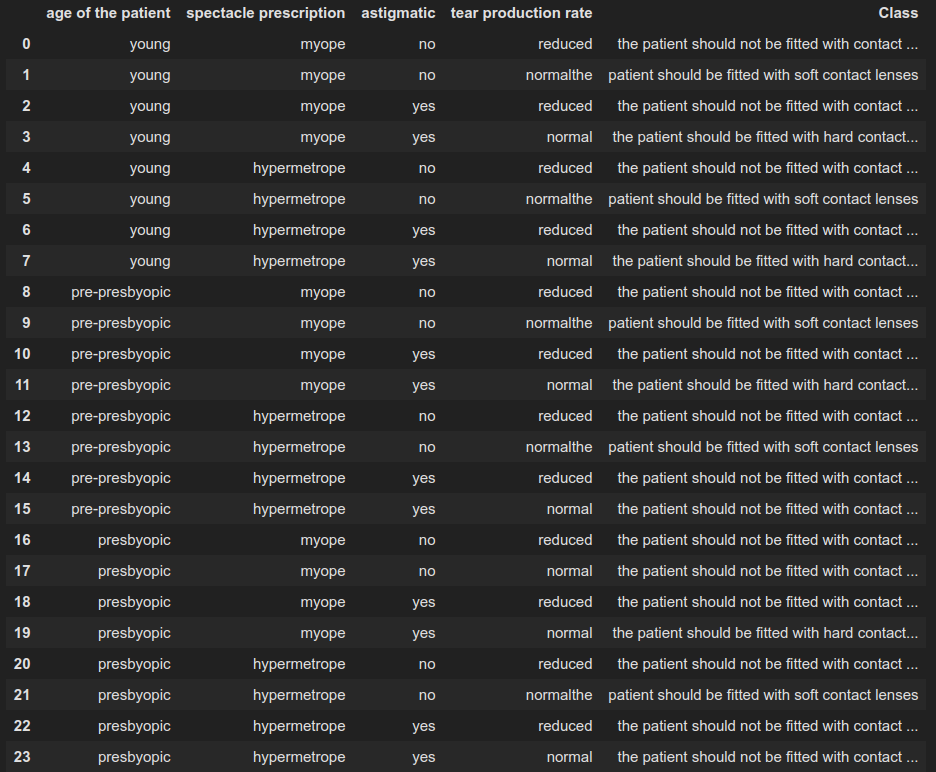 age of the patient spectacle prescription astigmatic tear production rate Class
0 young myope no reduced the patient should not be fitted with contact ...
1 young myope no normalthe patient should be fitted with soft contact lenses
2 young myope yes reduced the patient should not be fitted with contact ...
3 young myope yes normal the patient should be fitted with hard contact...
4 young hypermetrope no reduced the patient should not be fitted with contact ...
5 young hypermetrope no normalthe patient should be fitted with soft contact lenses
6 young hypermetrope yes reduced the patient should not be fitted with contact ...
7 young hypermetrope yes normal the patient should be fitted with hard contact...
8 pre-presbyopic myope no reduced the patient should not be fitted with contact ...
9 pre-presbyopic myope no normalthe patient should be fitted with soft contact lenses
10 pre-presbyopic myope yes reduced the patient should not be fitted with contact ...
11 pre-presbyopic myope yes normal the patient should be fitted with hard contact...
12 pre-presbyopic hypermetrope no reduced the patient should not be fitted with contact ...
13 pre-presbyopic hypermetrope no normalthe patient should be fitted with soft contact lenses
14 pre-presbyopic hypermetrope yes reduced the patient should not be fitted with contact ...
15 pre-presbyopic hypermetrope yes normal the patient should not be fitted with contact ...
16 presbyopic myope no reduced the patient should not be fitted with contact ...
17 presbyopic myope no normal the patient should not be fitted with contact ...
18 presbyopic myope yes reduced the patient should not be fitted with contact ...
19 presbyopic myope yes normal the patient should be fitted with hard contact...
20 presbyopic hypermetrope no reduced the patient should not be fitted with contact ...
21 presbyopic hypermetrope no normalthe patient should be fitted with soft contact lenses
22 presbyopic hypermetrope yes reduced the patient should not be fitted with contact ...
23 presbyopic hypermetrope yes normal the patient should not be fitted with contact ...